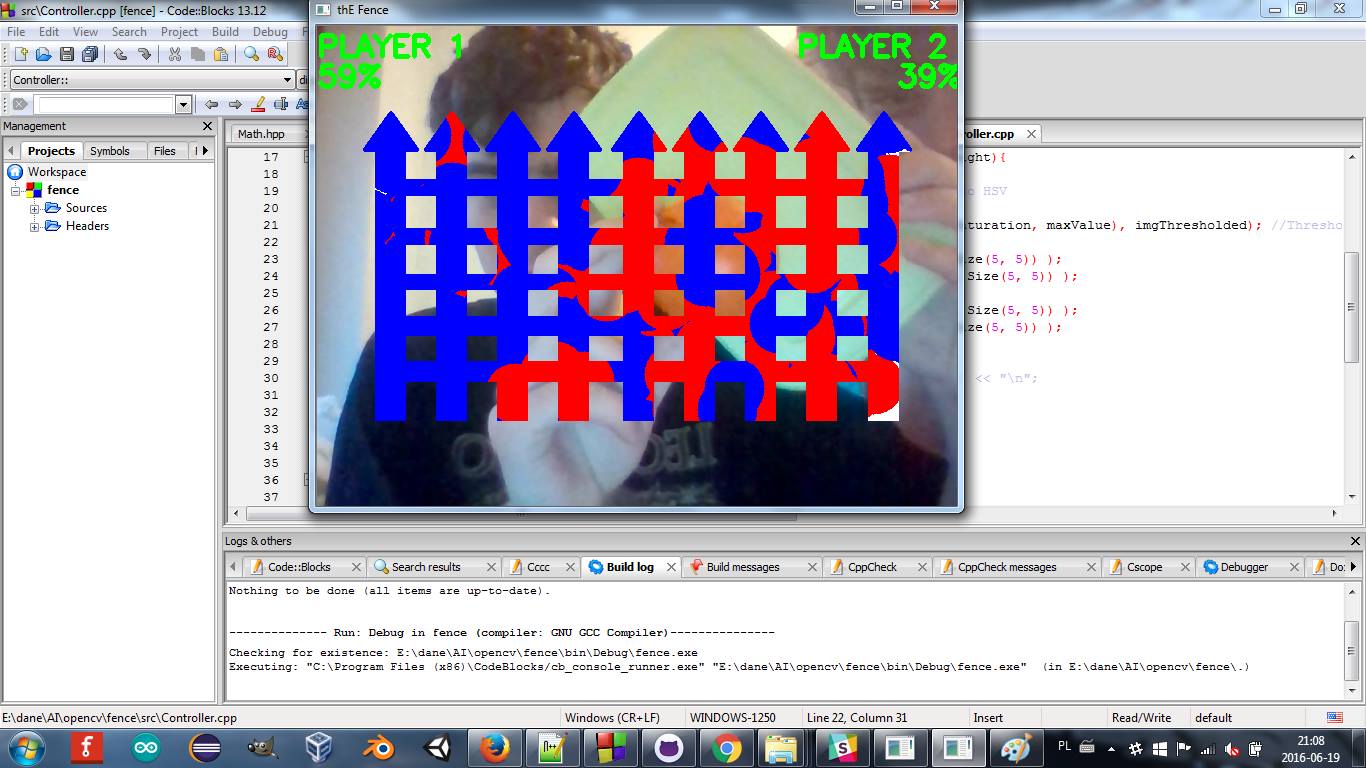 src\Controller.cpp [fence] - Code::Blocks 13.12
File Edit View Search Project Build Debug
Controller::
Management
Projects Symbols Files
Workspace
fence
Sources
Headers
thE Fence
PLAYER 1
59%
PLAYER 2
39%
Math.hpp
oller.cpp
17
18
19
20
21
22
23
24
25
26
27
28
29
30
31
32
33
34
35
36
37
ght){
o HSV
turation, maxValue), imgThresholded); //Thresho
ze(5, 5)) );
Size(5, 5)) );
Size(5, 5)) );
ze(5, 5)) );
<< "\n";
Logs & others
Code::Blocks Search results Cccc Build log Build messages CppCheck CppCheck messages Cscope Debugger Do
Nothing to be done (all items are up-to-date).
-------------- Run: Debug in fence (compiler: GNU GCC Compiler)---------------
Checking for existence: E:\dane\AI\opencv\fence\bin\Debug\fence.exe
Executing: "C:\Program Files (x86)\CodeBlocks/cb_console_runner.exe" "E:\dane\AI\opencv\fence\bin\Debug\fence.exe"  (in E:\dane\AI\opencv\fence\.)
E:\dane\AI\opencv\fence\src\Controller.cpp Windows (CR+LF) WINDOWS-1250 Line 22, Column 31 Insert Read/Write default
PL
21:08
2016-06-19